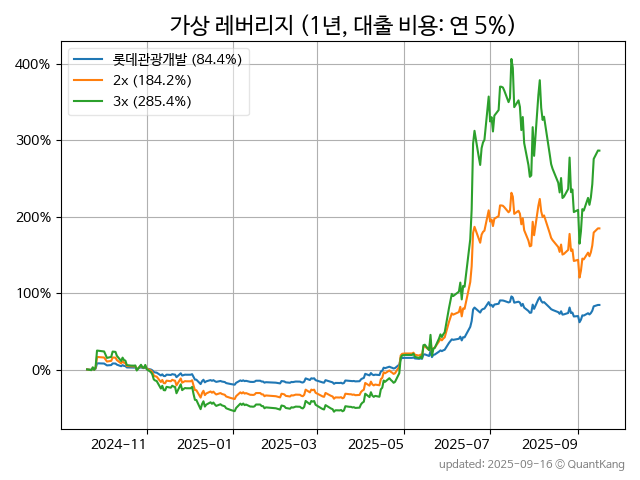 가상 레버리지 (1년, 대출 비용: 연 5%)
롯데관광개발 (84.4%)
2x (184.2%)
3x (285.4%)
400%
300%
200%
100%
0%
2024-11
2025-01
2025-03
2025-05
2025-07
2025-09
updated: 2025-09-16 © QuantKang